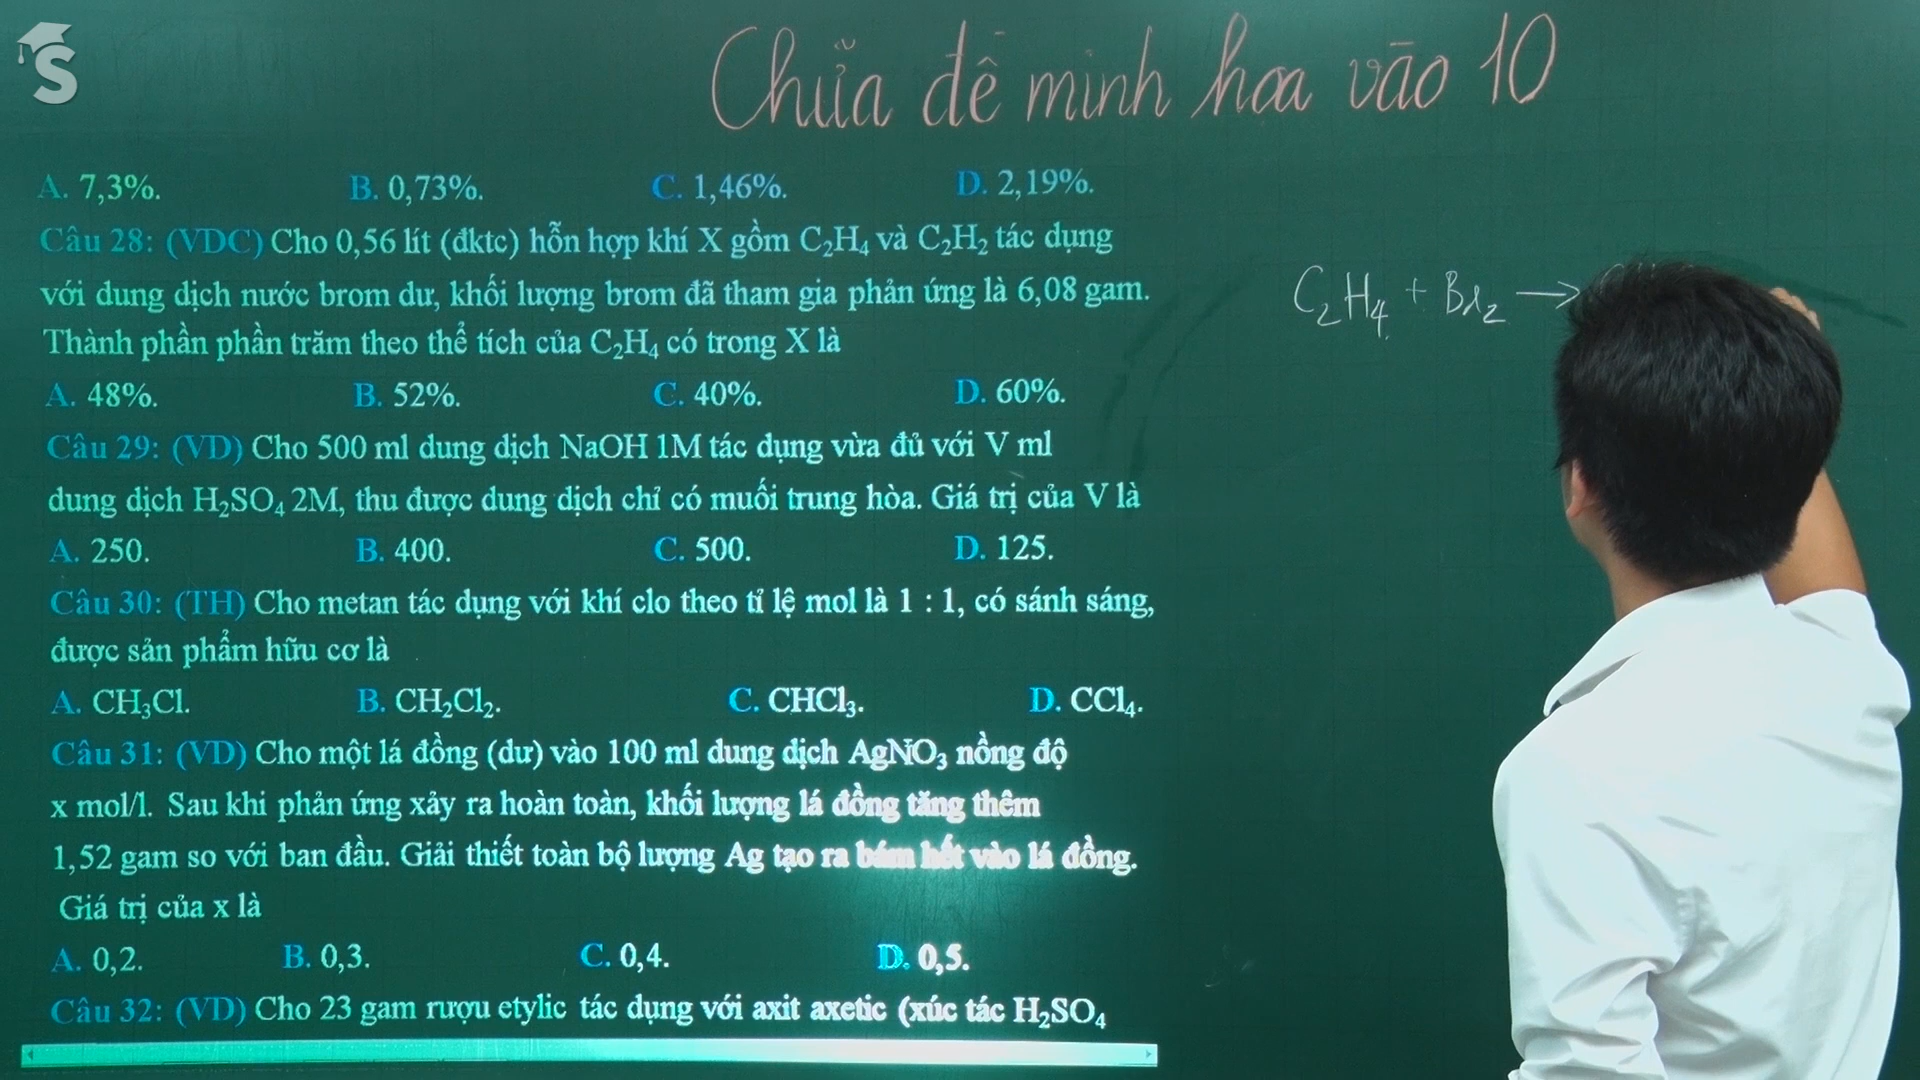 S
Chữa đề minh họa vào 10
A. 7,3%. B. 0,73%. C. 1,46%. D. 2,19%.
Câu 28: (VDC) Cho 0,56 lít (đktc) hỗn hợp khí X gồm C₂H₄ và C₂H₂ tác dụng
với dung dịch nước brom dư, khối lượng brom đã tham gia phản ứng là 6,08 gam.
Thành phần phần trăm theo thể tích của C₂H₄ có trong X là
A. 48%. B. 52%. C. 40%. D. 60%.
Câu 29: (VD) Cho 500 ml dung dịch NaOH 1M tác dụng vừa đủ với V ml
dung dịch H₂SO₄ 2M, thu được dung dịch chỉ có muối trung hòa. Giá trị của V là
A. 250. B. 400. C. 500. D. 125.
Câu 30: (TH) Cho metan tác dụng với khí clo theo tỉ lệ mol là 1 : 1, có sánh sáng,
được sản phẩm hữu cơ là
A. CH₃Cl. B. CH₂Cl₂. C. CHCl₃. D. CCl₄.
Câu 31: (VD) Cho một lá đồng (dư) vào 100 ml dung dịch AgNO₃ nồng độ
x mol/l. Sau khi phản ứng xảy ra hoàn toàn, khối lượng lá đồng tăng thêm
1,52 gam so với ban đầu. Giải thiết toàn bộ lượng Ag tạo ra bám hết vào lá đồng.
Giá trị của x là
A. 0,2. B. 0,3. C. 0,4. D. 0,5.
Câu 32: (VD) Cho 23 gam rượu etylic tác dụng với axit axetic (xúc tác H₂SO₄
C₂H₄ + Br₂ →